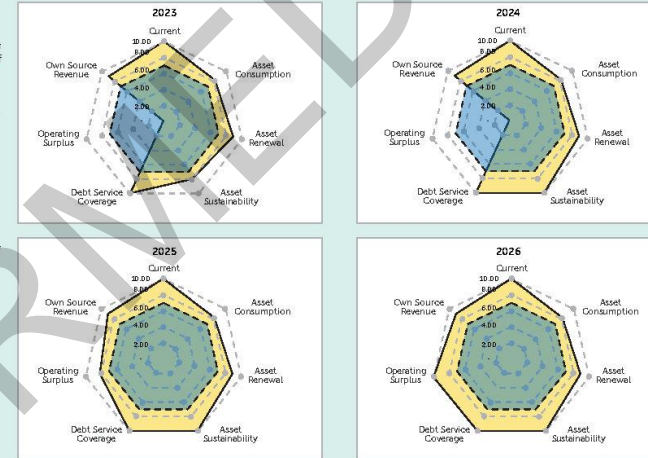 2023
Current
10.00
8.00
6.00
4.00
2.00
Asset
Consumption
Asset
Renewal
Asset
Sustainability
Debt Service
Coverage
Operating
Surplus
Own Source
Revenue
2024
Current
10.00
8.00
6.00
4.00
2.00
Asset
Consumption
Asset
Renewal
Asset
Sustainability
Debt Service
Coverage
Operating
Surplus
Own Source
Revenue
2025
Current
10.00
8.00
6.00
4.00
2.00
Asset
Consumption
Asset
Renewal
Asset
Sustainability
Debt Service
Coverage
Operating
Surplus
Own Source
Revenue
2026
Current
10.00
8.00
6.00
4.00
2.00
Asset
Consumption
Asset
Renewal
Asset
Sustainability
Debt Service
Coverage
Operating
Surplus
Own Source
Revenue